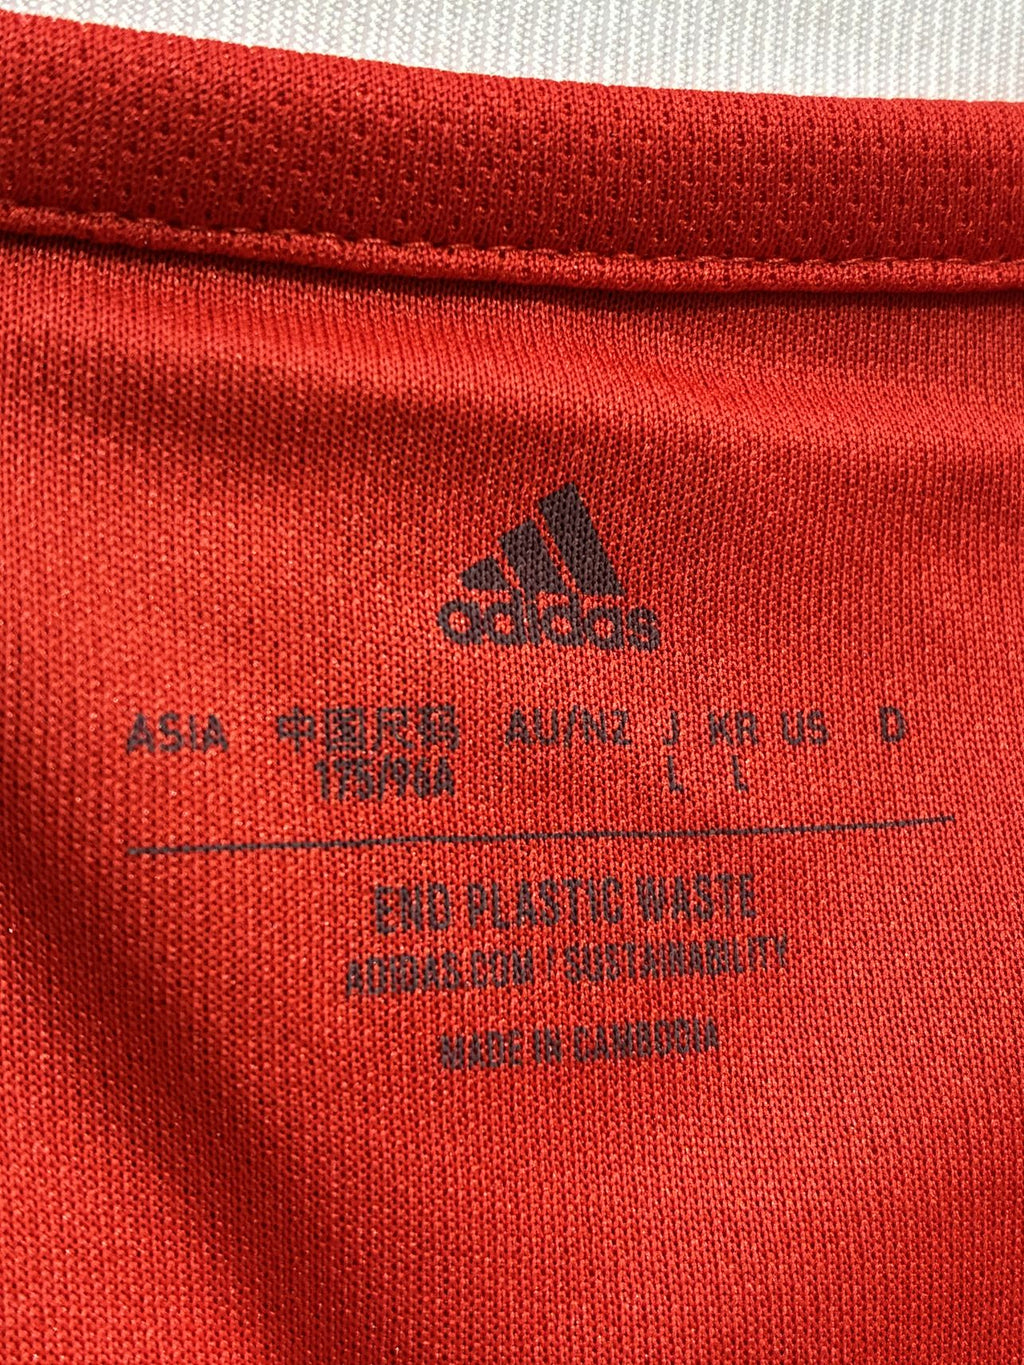 adidas
ASIA 中国尺码 AU/NZ J KR US D
175/96A L L
END PLASTIC WASTE
ADIDAS.COM / SUSTAINABILITY
MADE IN CAMBODIA